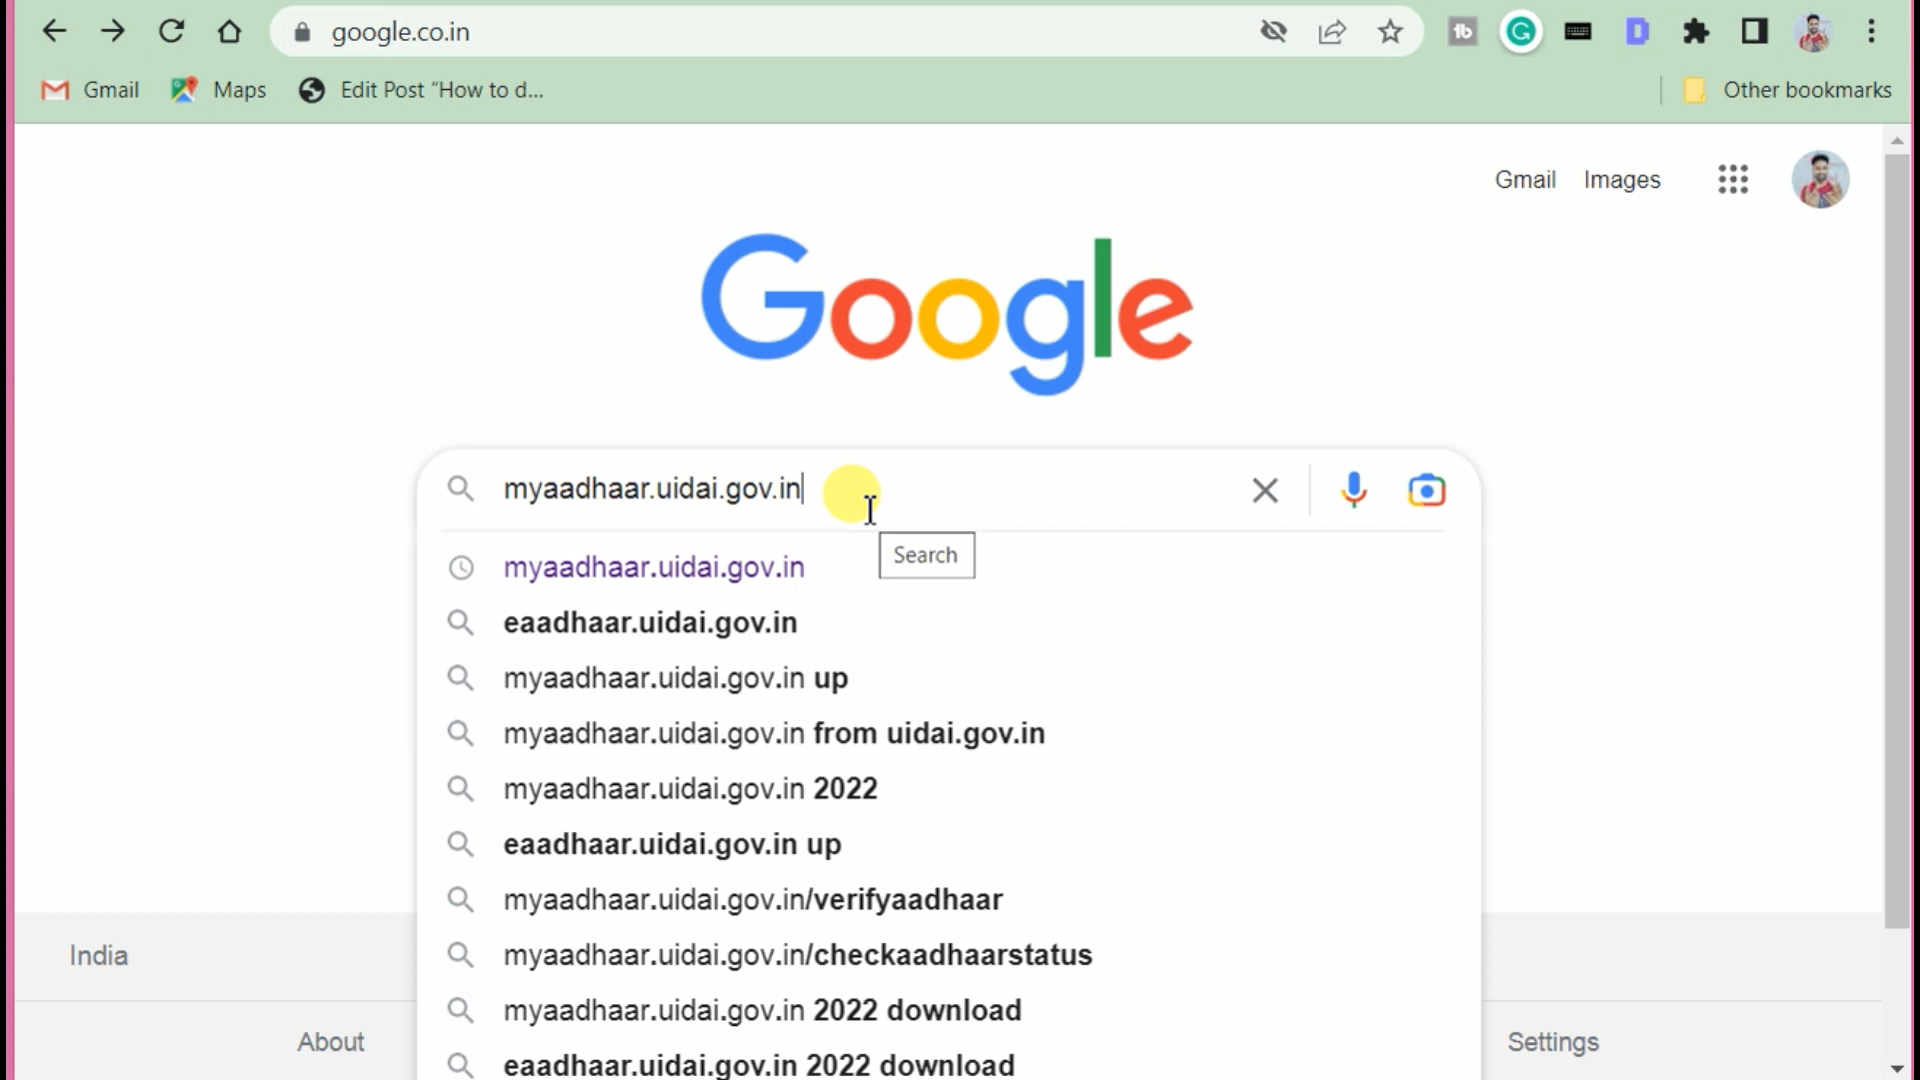 google.co.in
Gmail
Maps
Edit Post “How to d...
Other bookmarks
Gmail
Images
Google
myaadhaar.uidai.gov.in
Search
myaadhaar.uidai.gov.in
eaadhaar.uidai.gov.in
myaadhaar.uidai.gov.in up
myaadhaar.uidai.gov.in from uidai.gov.in
myaadhaar.uidai.gov.in 2022
eaadhaar.uidai.gov.in up
myaadhaar.uidai.gov.in/verifyaadhaar
myaadhaar.uidai.gov.in/checkaadhaarstatus
myaadhaar.uidai.gov.in 2022 download
eaadhaar.uidai.gov.in 2022 download
India
About
Settings